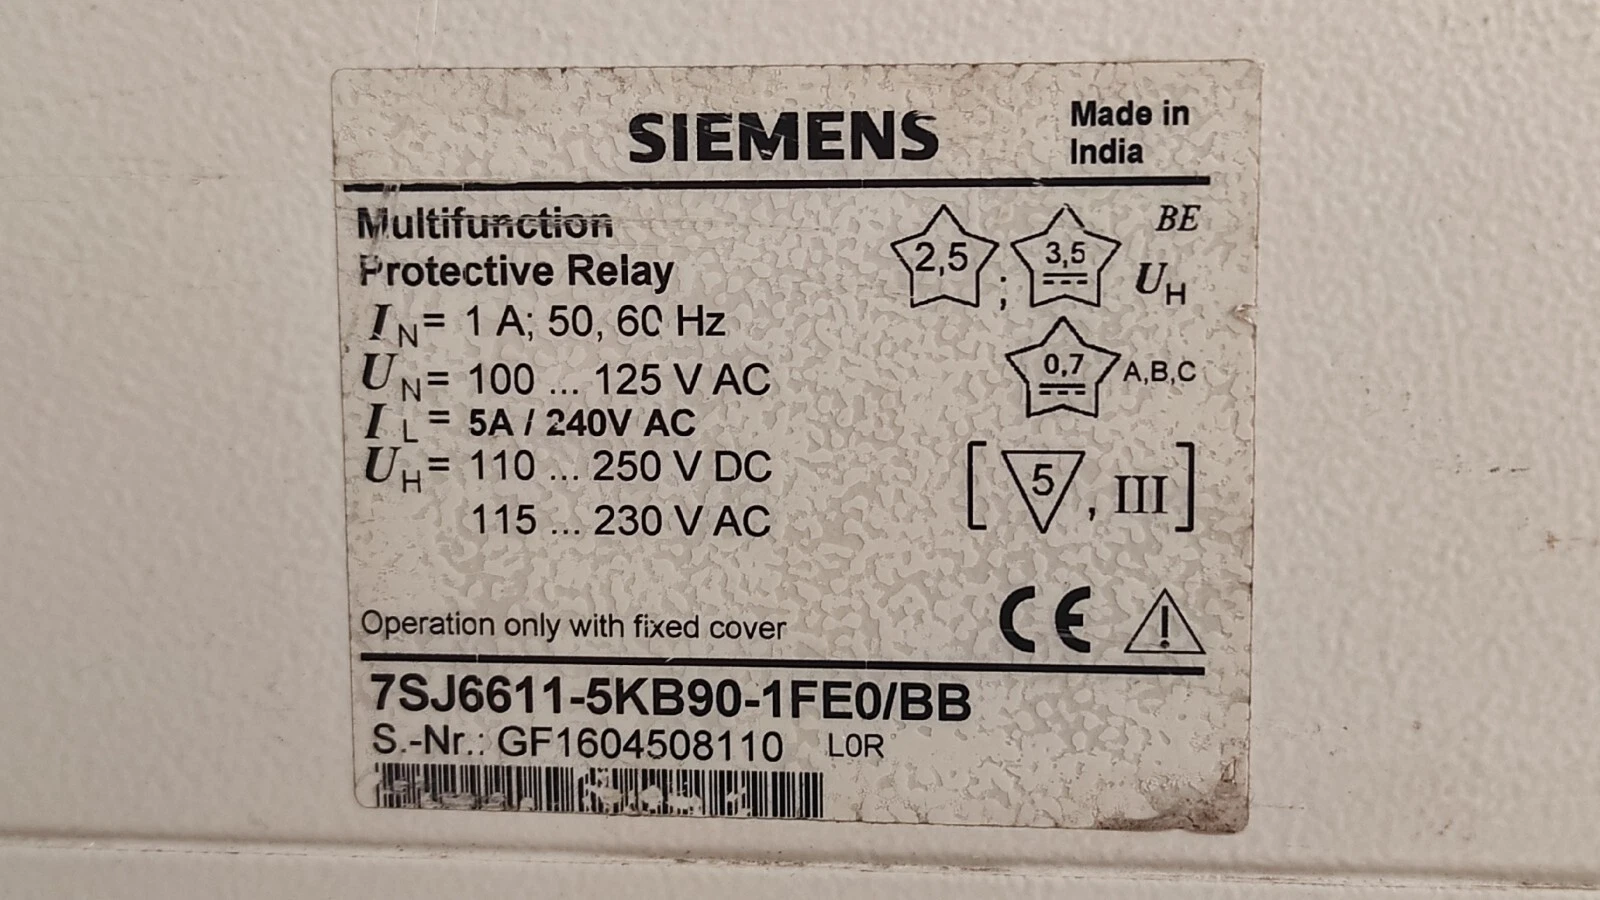 SIEMENS
Made in
India
Multifunction
Protective Relay
IN= 1 A; 50, 60 Hz
UN= 100 ... 125 V AC
IL= 5A / 240V AC
UH= 110 ... 250 V DC
115 ... 230 V AC
2,5 ; 3,5 BE
UH
0,7 A,B,C
[ 5 , III ]
Operation only with fixed cover
CE !
7SJ6611-5KB90-1FE0/BB
S.-Nr.: GF1604508110 L0R